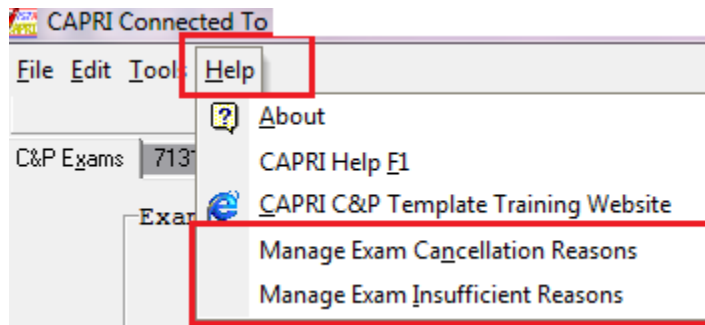 CAPRI Connected To
File Edit Tools Help
About
C&P Exams
CAPRI Help F1
CAPRI C&P Template Training Website
Manage Exam Cancellation Reasons
Manage Exam Insufficient Reasons